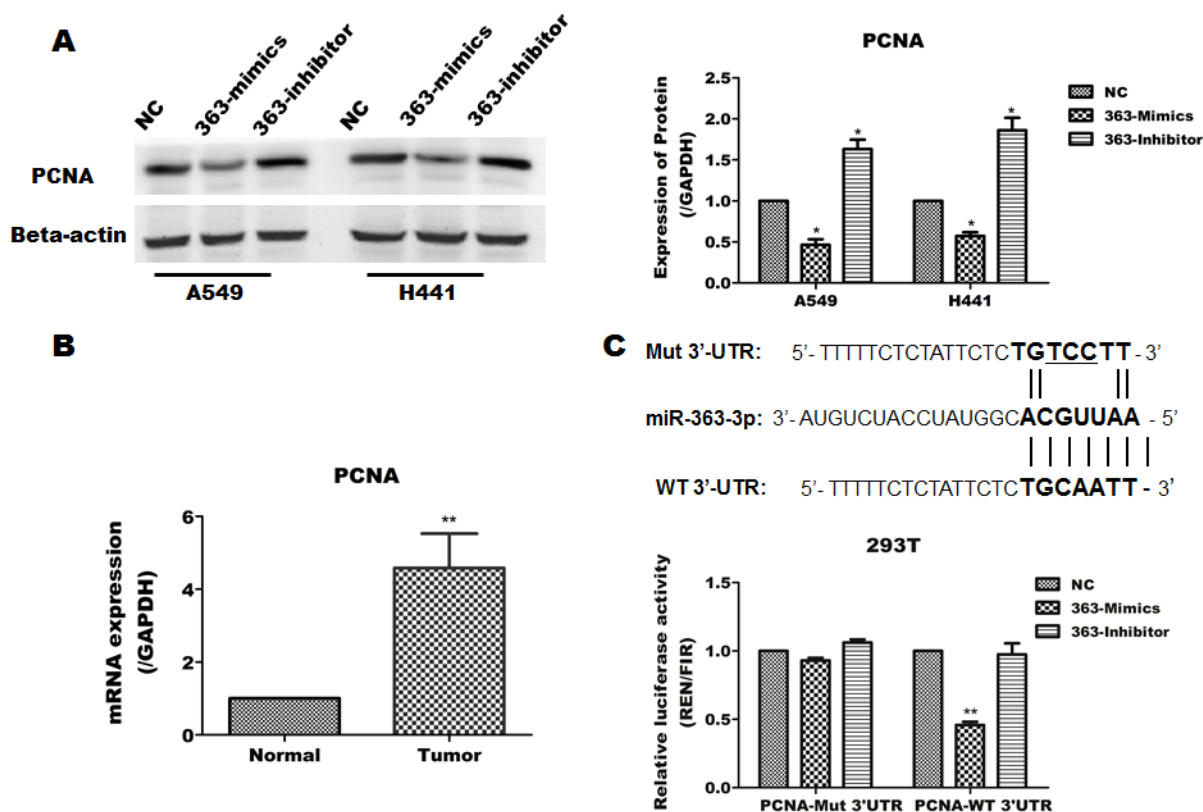 A
NC 363-mimics 363-inhibitor NC 363-mimics 363-inhibitor
PCNA
Beta-actin
A549 H441
PCNA
Expression of Protein
(/GAPDH)
2.5
2.0
1.5
1.0
0.5
0.0
* * * *
A549 H441
NC
363-Mimics
363-Inhibitor
B
PCNA
mRNA expression
(/GAPDH)
6
4
2
0
**
Normal Tumor
C
Mut 3'-UTR: 5'- TTTTTCTCTATTCTCTGTCCTT - 3'
miR-363-3p: 3'- AUGUCUACCUAUGGCACGUUAA - 5'
WT 3'-UTR: 5'- TTTTTCTCTATTCTCTGCAATT - 3'
293T
Relative luciferase activity
(REN/FIR)
1.5
1.0
0.5
0.0
**
PCNA-Mut 3'UTR PCNA-WT 3'UTR
NC
363-Mimics
363-Inhibitor